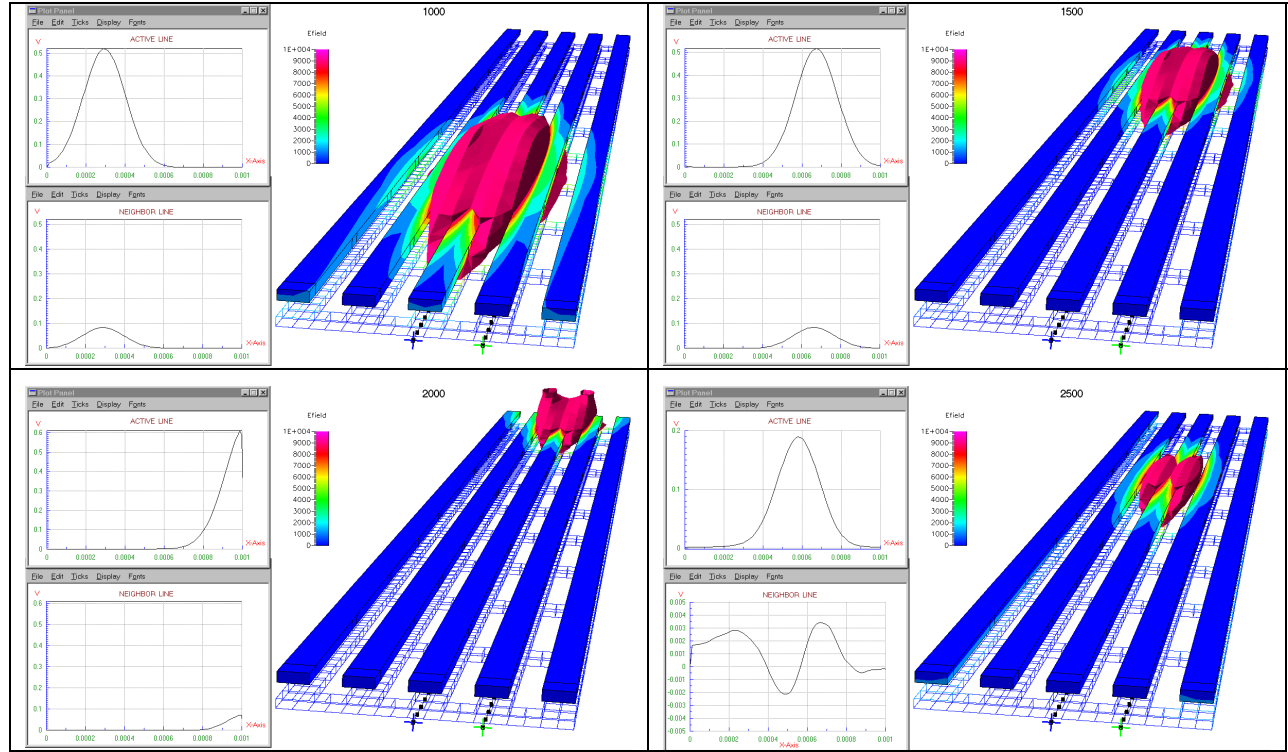 Plot Panel
File Edit Ticks Display Fonts
ACTIVE LINE
V
0.5
0.4
0.3
0.2
0.1
0
0 0.0002 0.0004 0.0006 0.0008 0.001
X-Axis
File Edit Ticks Display Fonts
NEIGHBOR LINE
V
0.5
0.4
0.3
0.2
0.1
0
0 0.0002 0.0004 0.0006 0.0008 0.001
X-Axis
1000
Efield
1E+004
9000
8000
7000
6000
5000
4000
3000
2000
1000
0
Plot Panel
File Edit Ticks Display Fonts
ACTIVE LINE
V
0.5
0.4
0.3
0.2
0.1
0
0 0.0002 0.0004 0.0006 0.0008 0.001
X-Axis
File Edit Ticks Display Fonts
NEIGHBOR LINE
V
0.5
0.4
0.3
0.2
0.1
0
0 0.0002 0.0004 0.0006 0.0008 0.001
X-Axis
1500
Efield
1E+004
9000
8000
7000
6000
5000
4000
3000
2000
1000
0
Plot Panel
File Edit Ticks Display Fonts
ACTIVE LINE
V
0.6
0.5
0.4
0.3
0.2
0.1
0
0 0.0002 0.0004 0.0006 0.0008 0.001
X-Axis
File Edit Ticks Display Fonts
NEIGHBOR LINE
V
0.6
0.5
0.4
0.3
0.2
0.1
0
0 0.0002 0.0004 0.0006 0.0008 0.001
X-Axis
2000
Efield
1E+004
9000
8000
7000
6000
5000
4000
3000
2000
1000
0
Plot Panel
File Edit Ticks Display Fonts
ACTIVE LINE
V
0.2
0.1
0
0 0.0002 0.0004 0.0006 0.0008 0.001
X-Axis
File Edit Ticks Display Fonts
NEIGHBOR LINE
V
0.005
0.004
0.003
0.002
0.001
0
-0.001
-0.002
-0.003
-0.004
-0.005
0 0.0002 0.0004 0.0006 0.0008 0.001
X-Axis
2500
Efield
1E+004
9000
8000
7000
6000
5000
4000
3000
2000
1000
0